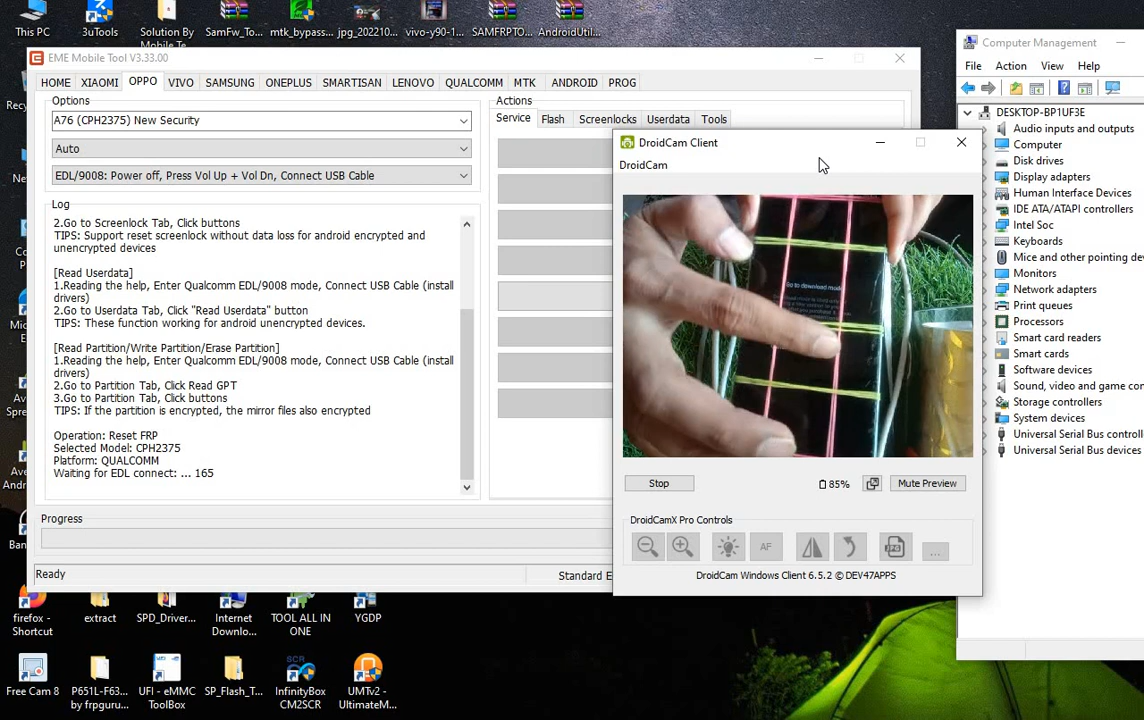 This PC
3uTools
Solution By
Mobile Te...
SamFw_To...
mtk_bypass...
jpg_202210...
vivo-y90-1...
SAMFRPTO...
AndroidUtil...
EME Mobile Tool V3.33.00
HOME XIAOMI OPPO VIVO SAMSUNG ONEPLUS SMARTISAN LENOVO QUALCOMM MTK ANDROID PROG
Options
A76 (CPH2375) New Security
Auto
EDL/9008: Power off, Press Vol Up + Vol Dn, Connect USB Cable
Log
2.Go to Screenlock Tab, Click buttons
TIPS: Support reset screenlock without data loss for android encrypted and
unencrypted devices
[Read Userdata]
1.Reading the help, Enter Qualcomm EDL/9008 mode, Connect USB Cable (install
drivers)
2.Go to Userdata Tab, Click "Read Userdata" button
TIPS: These function working for android unencrypted devices.
[Read Partition/Write Partition/Erase Partition]
1.Reading the help, Enter Qualcomm EDL/9008 mode, Connect USB Cable (install
drivers)
2.Go to Partition Tab, Click Read GPT
3.Go to Partition Tab, Click buttons
TIPS: If the partition is encrypted, the mirror files also encrypted
Operation: Reset FRP
Selected Model: CPH2375
Platform: QUALCOMM
Waiting for EDL connect: ... 165
Progress
Ready
Standard E
Actions
Service Flash Screenlocks Userdata Tools
DroidCam Client
DroidCam
Go to download mode
Stop
85%
Mute Preview
DroidCamX Pro Controls
AF
JPG
...
DroidCam Windows Client 6.5.2 © DEV47APPS
Computer Management
File Action View Help
DESKTOP-BP1UF3E
Audio inputs and outputs
Computer
Disk drives
Display adapters
Human Interface Devices
IDE ATA/ATAPI controllers
Intel Soc
Keyboards
Mice and other pointing de
Monitors
Network adapters
Print queues
Processors
Smart card readers
Smart cards
Software devices
Sound, video and game con
Storage controllers
System devices
Universal Serial Bus controll
Universal Serial Bus devices
firefox -
Shortcut
extract
SPD_Driver...
Internet
Downlo...
TOOL ALL IN
ONE
YGDP
Free Cam 8
P651L-F63...
by frpguru...
UFI - eMMC
ToolBox
SP_Flash_T...
SCR
InfinityBox
CM2SCR
UMTv2 -
UltimateM...